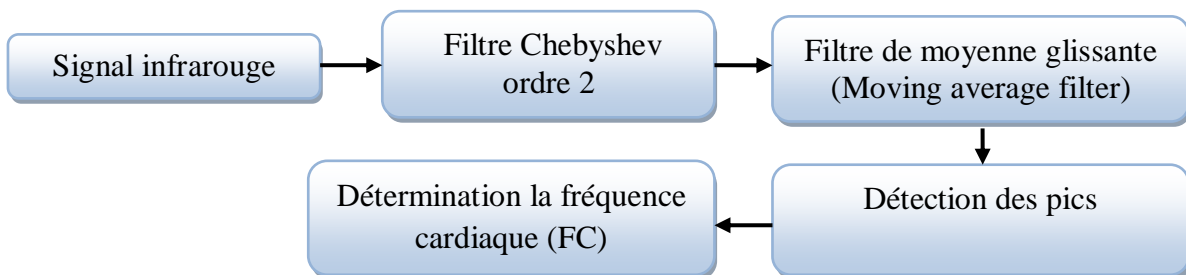 Signal infrarouge
Filtre Chebyshev
ordre 2
Filtre de moyenne glissante
(Moving average filter)
Détection des pics
Détermination la fréquence
cardiaque (FC)